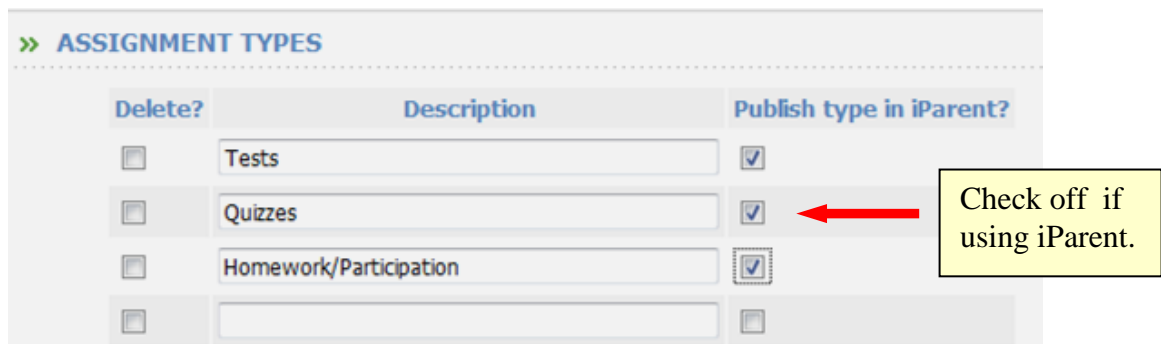 » ASSIGNMENT TYPES
Delete? Description Publish type in iParent?
Tests
Quizzes
Check off if
using iParent.
Homework/Participation